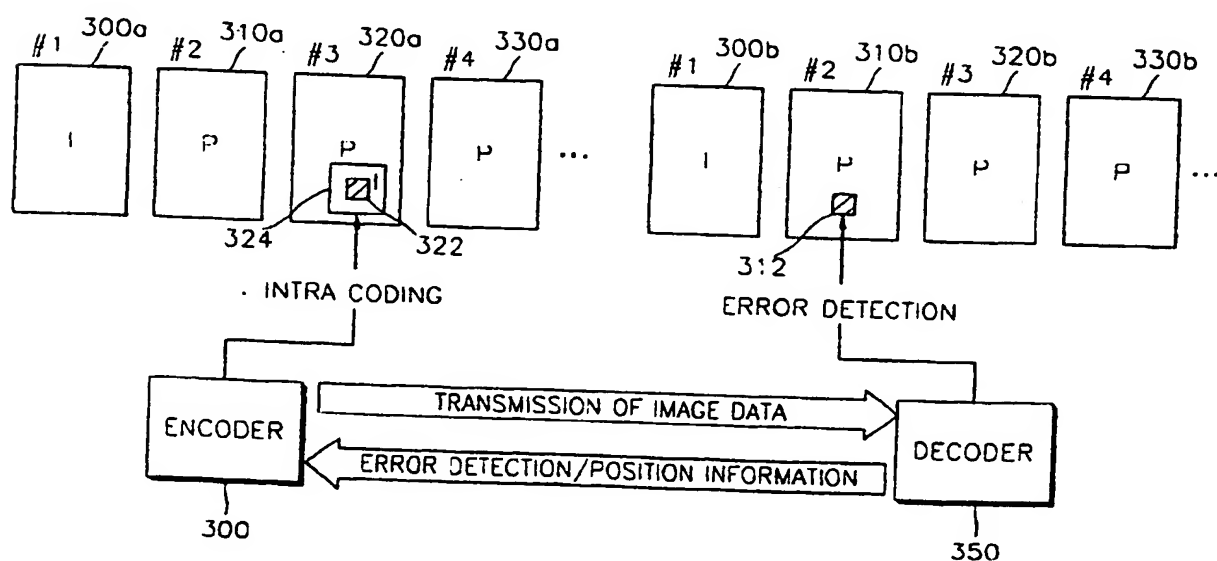 #1 300a #2 310a #3 320a #4 330a
#1 300b #2 310b #3 320b #4 330b
I P P P ...
I P P P ...
I
324 322
312
INTRA CODING
ERROR DETECTION
TRANSMISSION OF IMAGE DATA
ENCODER
DECODER
ERROR DETECTION/POSITION INFORMATION
300
350